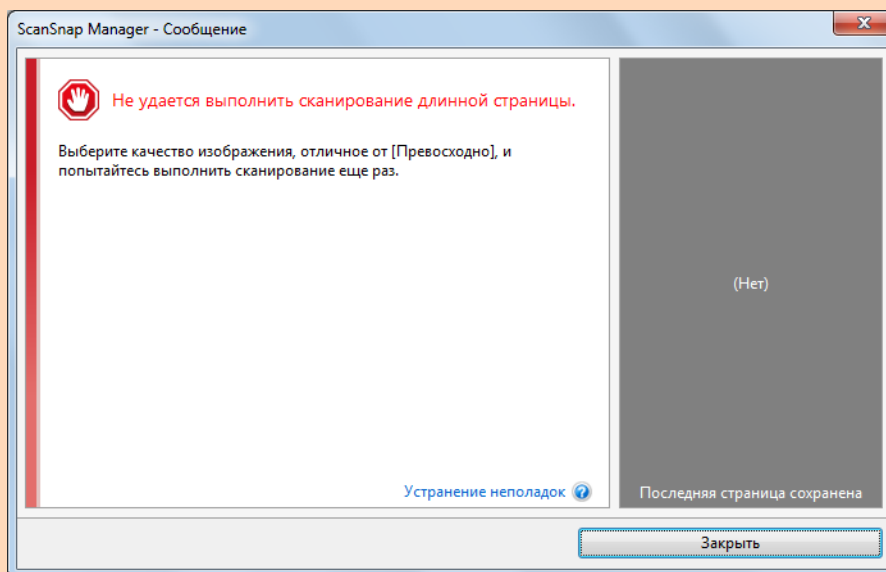 ScanSnap Manager - Сообщение
Не удается выполнить сканирование длинной страницы.
Выберите качество изображения, отличное от [Превосходно], и
попытайтесь выполнить сканирование еще раз.
(Нет)
Устранение неполадок
Последняя страница сохранена
Закрыть